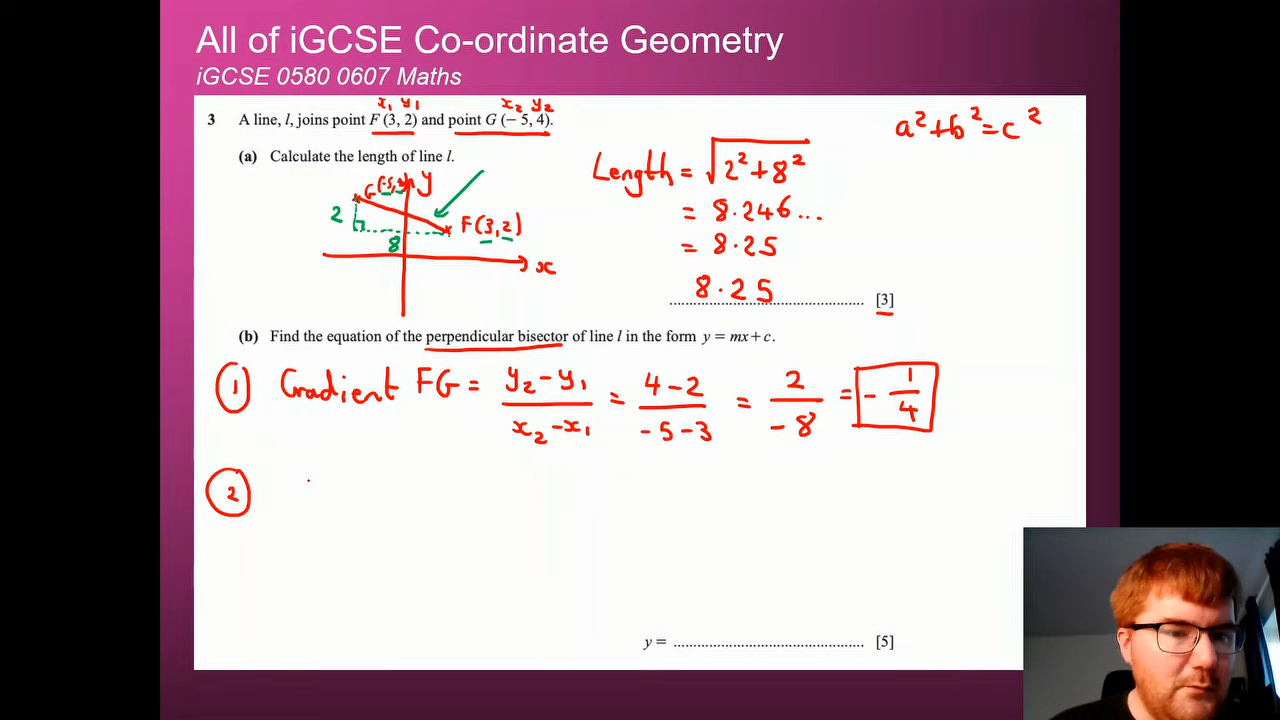 All of iGCSE Co-ordinate Geometry
iGCSE 0580 0607 Maths
x₁ y₁ x₂ y₂
3 A line, l, joins point F (3, 2) and point G (− 5, 4).
a² + b² = c²
(a) Calculate the length of line l.
Length = √2² + 8²
= 8.246...
= 8.25
G(-5, y
2
F(3, 2)
8
x
8.25
.................................................. [3]
(b) Find the equation of the perpendicular bisector of line l in the form y = mx + c.
① Gradient FG = y₂ - y₁ / x₂ - x₁ = 4 - 2 / -5 - 3 = 2 / -8 = - 1 / 4
②
y = .................................................. [5]